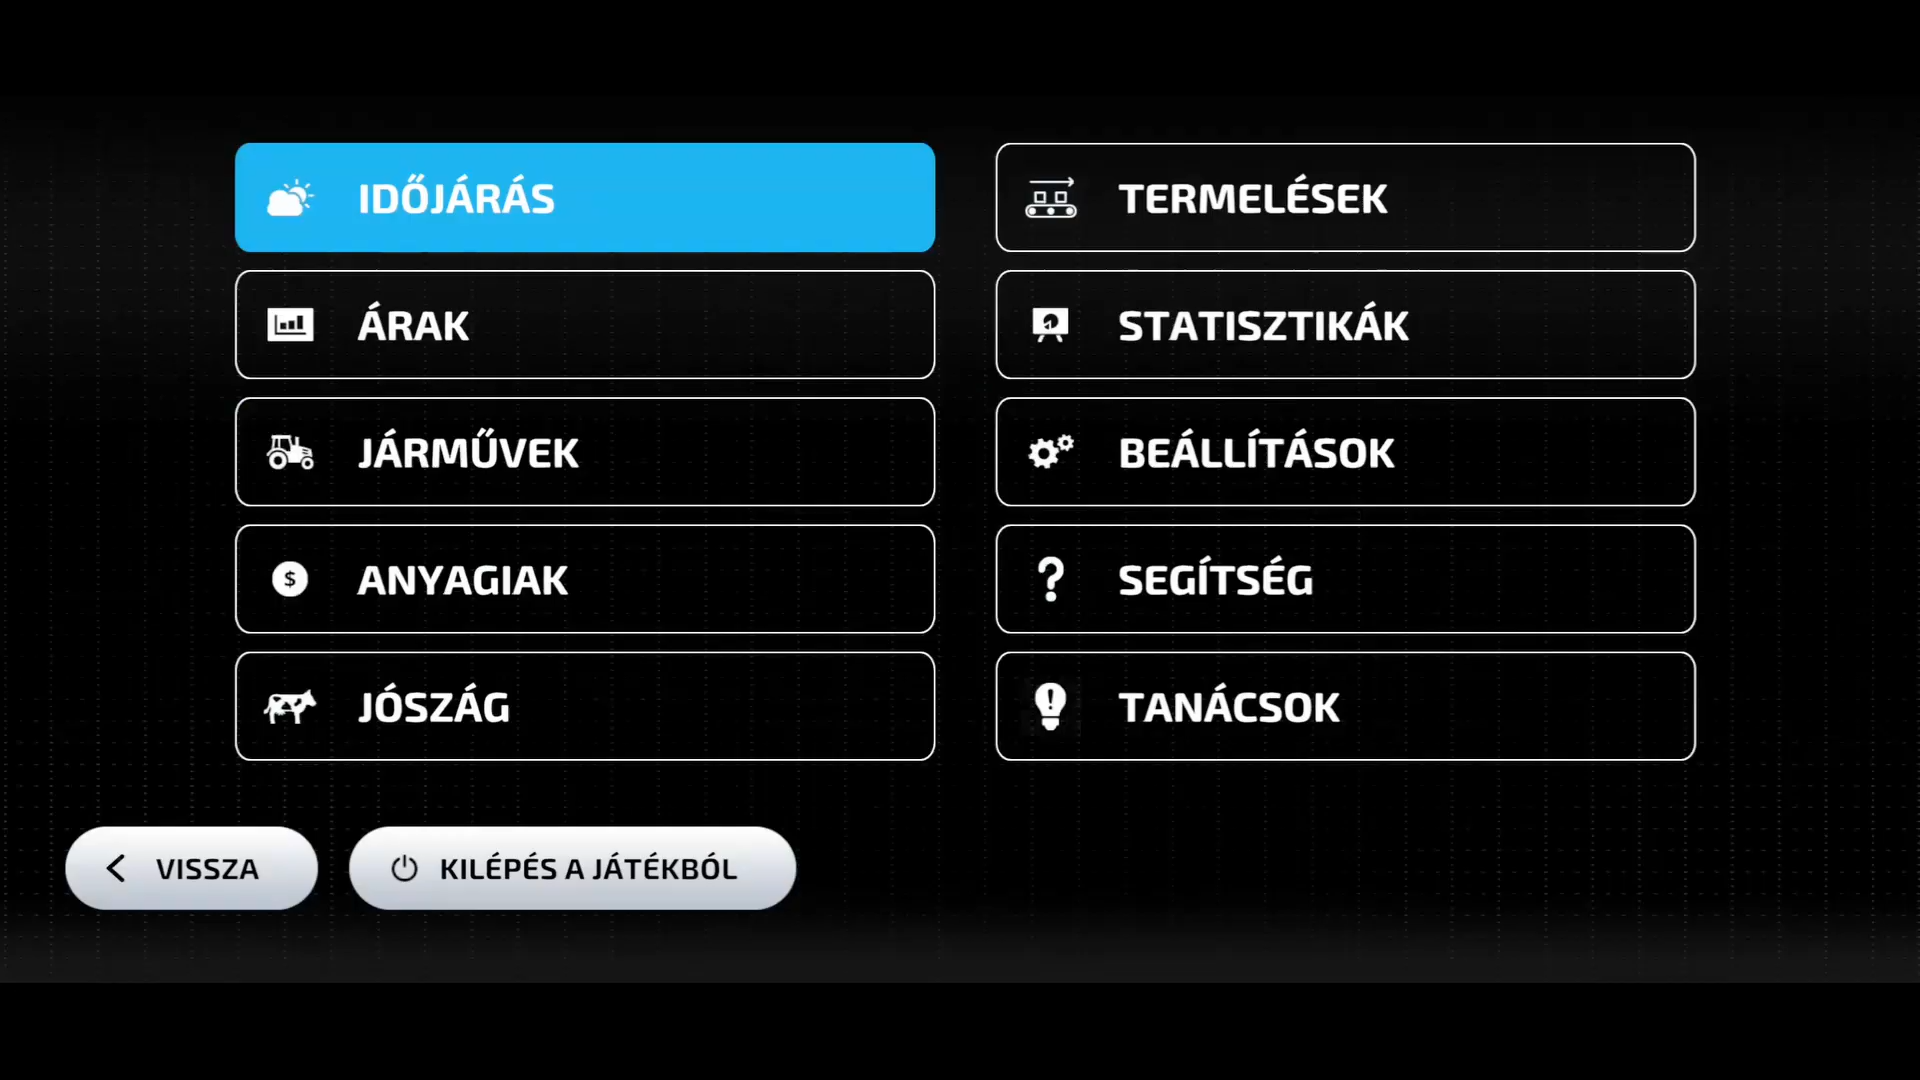 IDŐJÁRÁS
ÁRAK
JÁRMŰVEK
ANYAGIAK
JÓSZÁG
TERMELÉSEK
STATISZTIKÁK
BEÁLLÍTÁSOK
SEGÍTSÉG
TANÁCSOK
VISSZA
KILÉPÉS A JÁTÉKBÓL